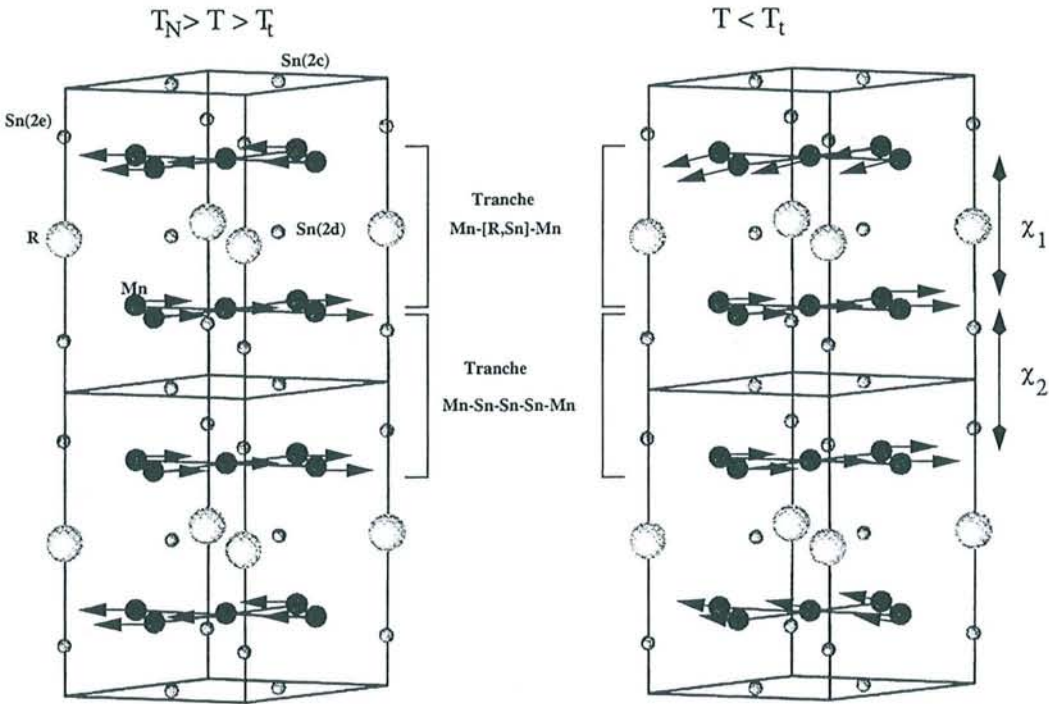 T_N > T > T_t
T < T_t
Sn(2c)
Sn(2e)
Tranche
Mn-[R,Sn]-Mn
R
Sn(2d)
χ1
Mn
Tranche
Mn-Sn-Sn-Sn-Mn
χ2